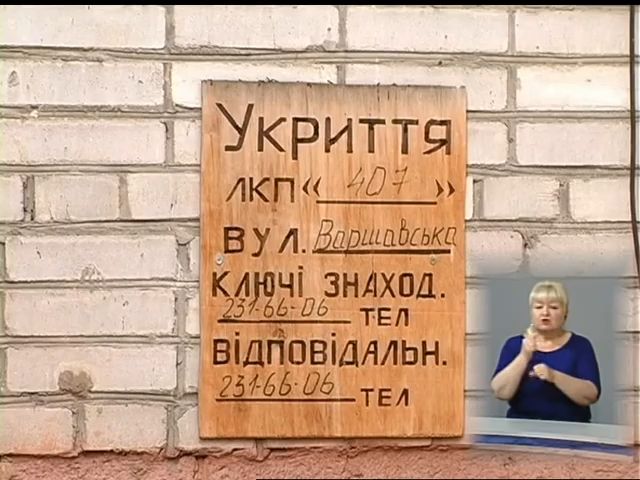 Укриття
ЛКП «407»
вул. Варшавська
ключі знаход.
231-66-06 тел
відповідальн.
231-66-06 тел